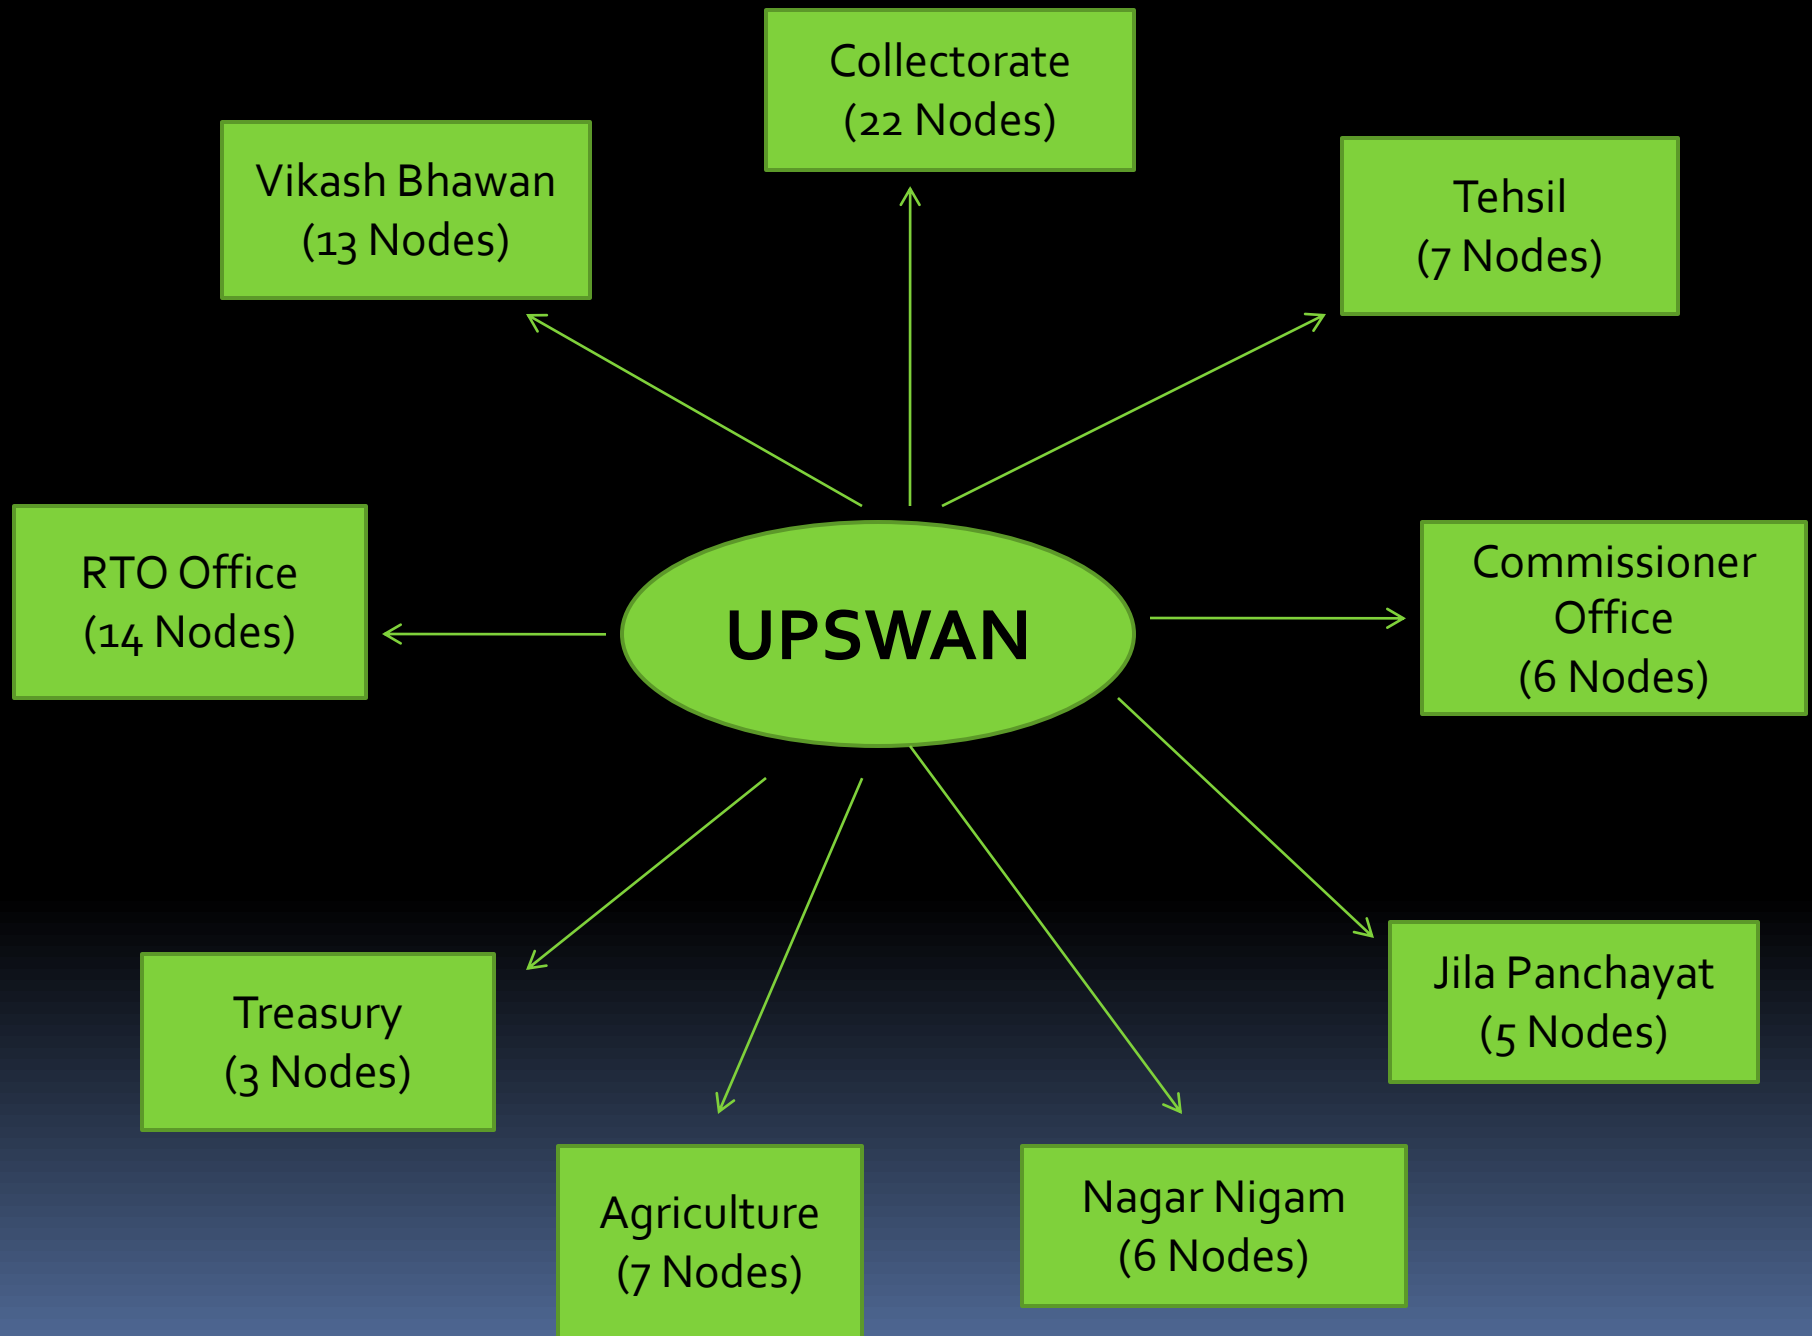 Collectorate
(22 Nodes)
Vikash Bhawan
(13 Nodes)
Tehsil
(7 Nodes)
RTO Office
(14 Nodes)
UPSWAN
Commissioner
Office
(6 Nodes)
Treasury
(3 Nodes)
Jila Panchayat
(5 Nodes)
Agriculture
(7 Nodes)
Nagar Nigam
(6 Nodes)